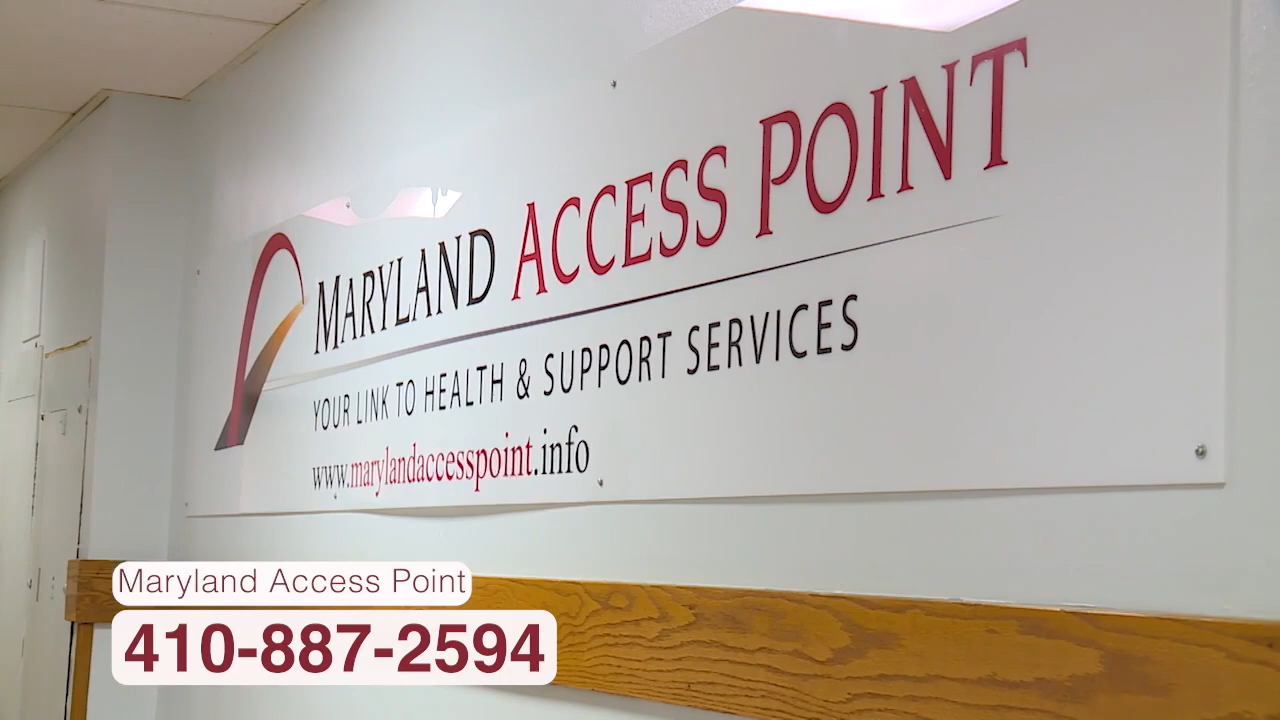 MARYLAND ACCESS POINT
YOUR LINK TO HEALTH & SUPPORT SERVICES
www.marylandaccesspoint.info
Maryland Access Point
410-887-2594